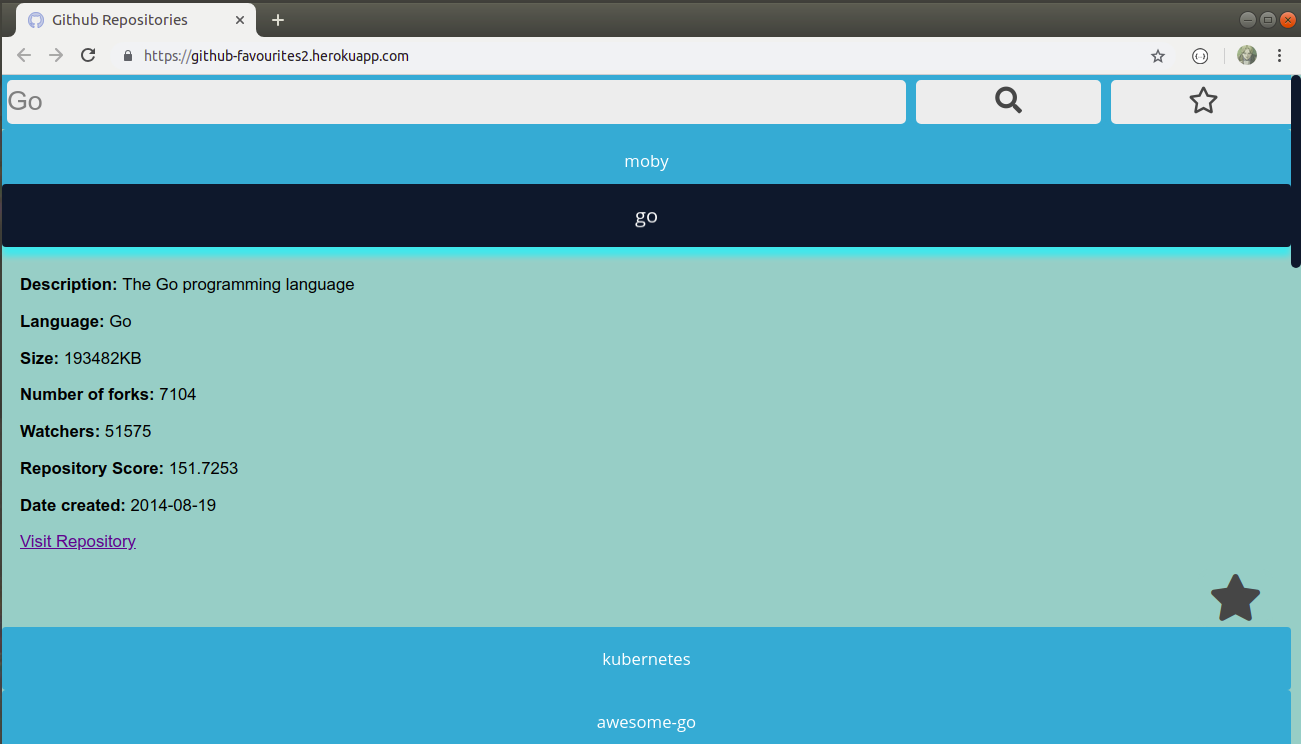 Github Repositories
https://github-favourites2.herokuapp.com
Go
moby
go
Description: The Go programming language
Language: Go
Size: 193482KB
Number of forks: 7104
Watchers: 51575
Repository Score: 151.7253
Date created: 2014-08-19
Visit Repository
kubernetes
awesome-go